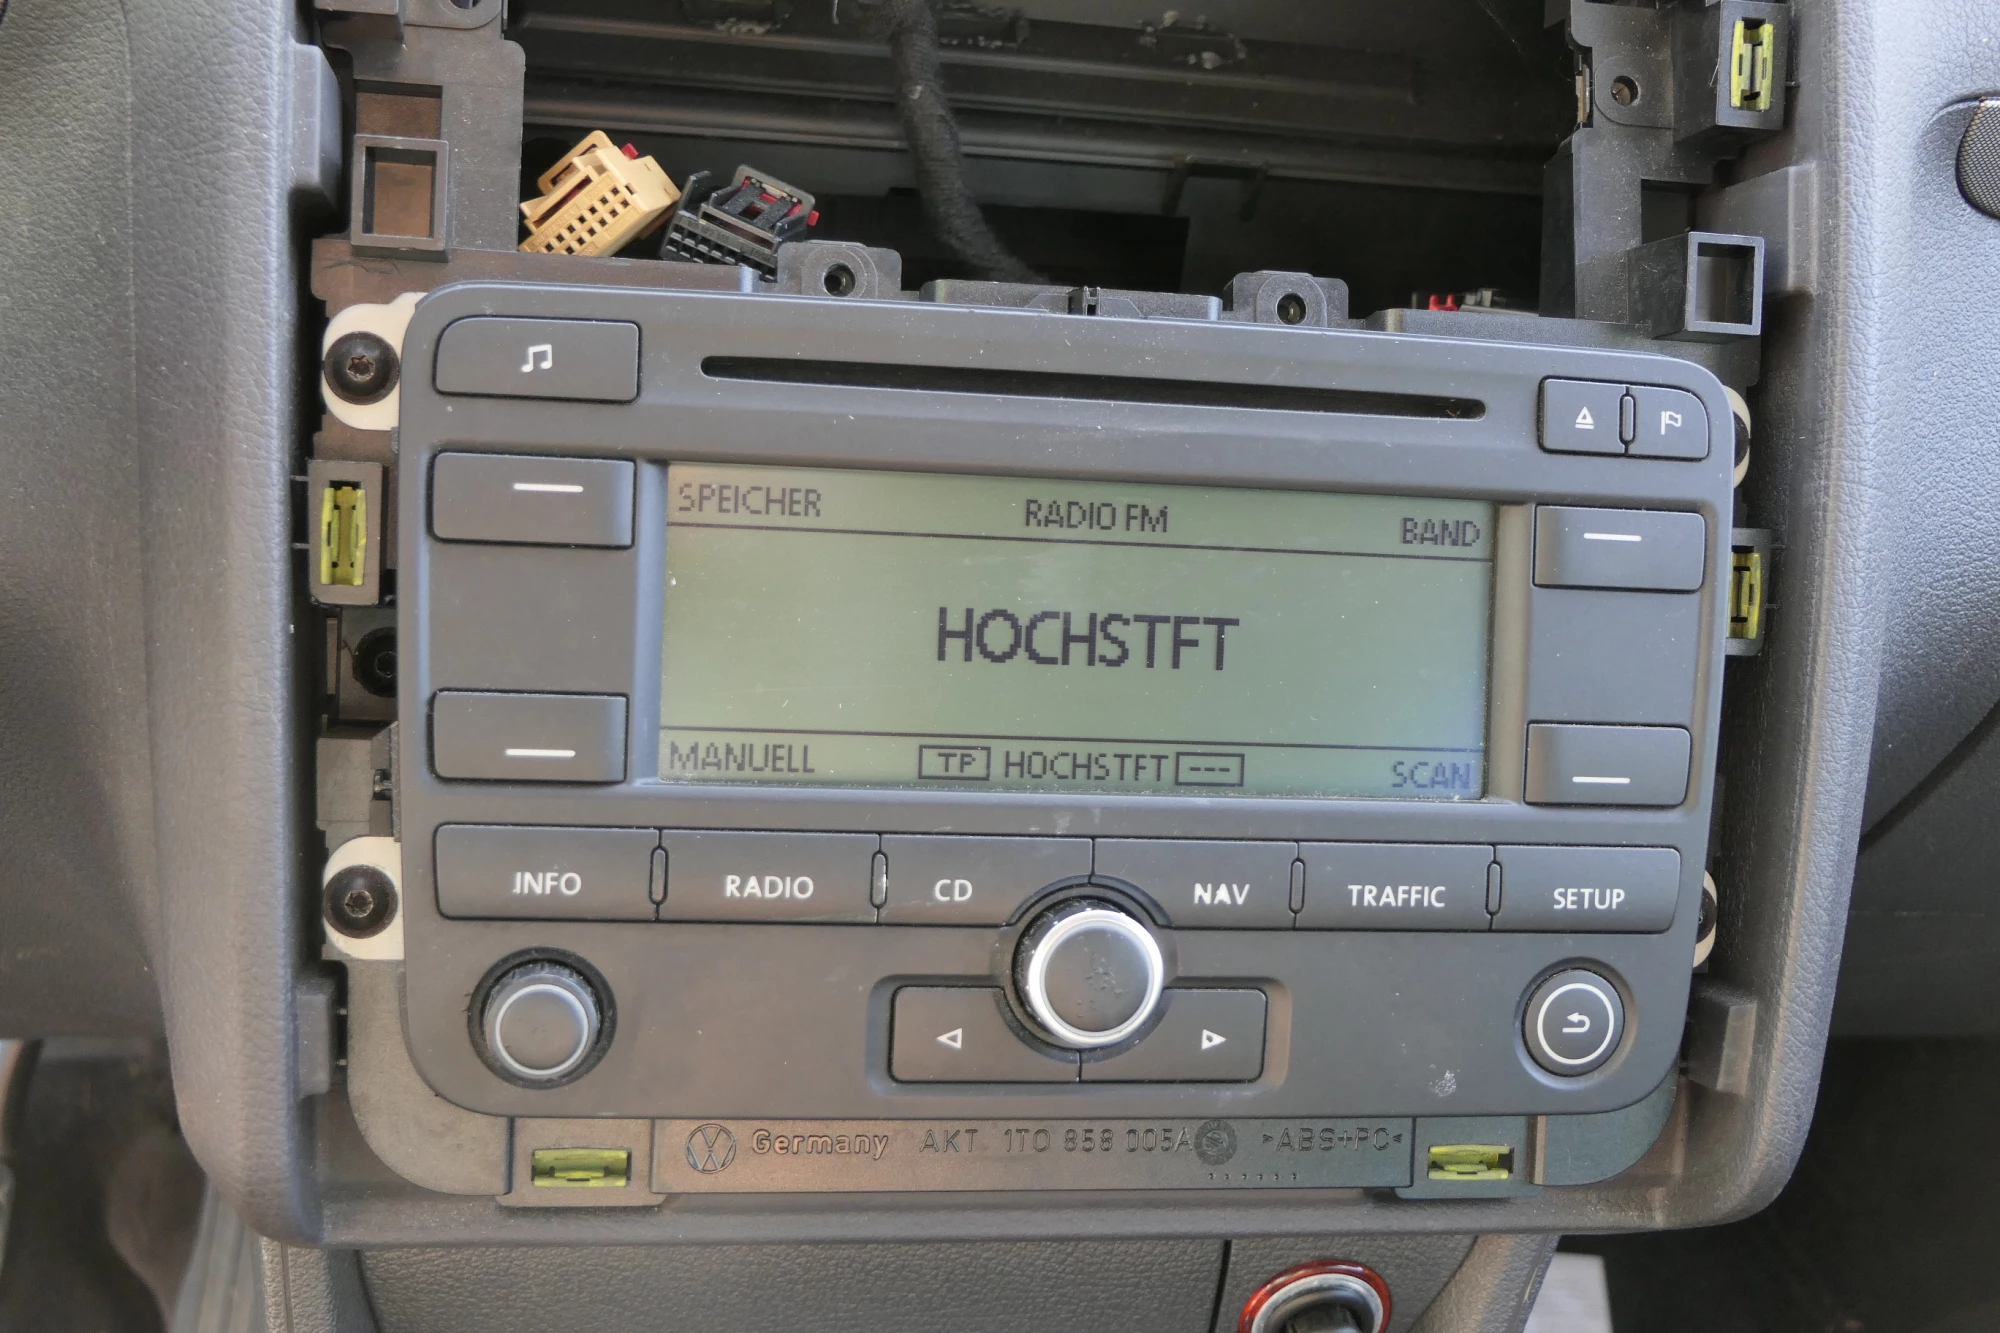 SPEICHER RADIO FM BAND
HOCHSTFT
MANUELL TP HOCHSTFT --- SCAN
INFO RADIO CD NAV TRAFFIC SETUP
Germany AKT 1T0 858 005A >ABS+PC<